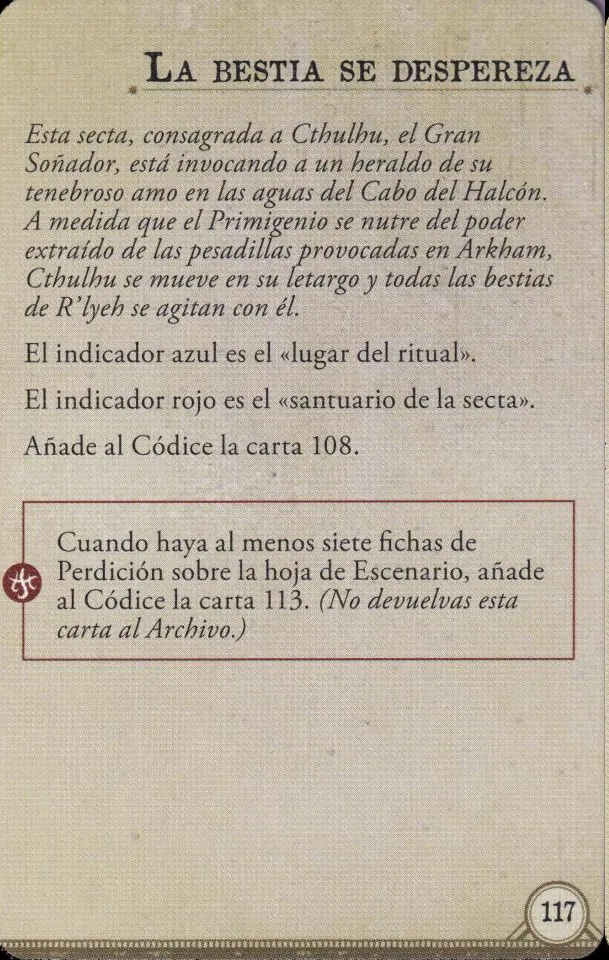 LA BESTIA SE DESPEREZA
Esta secta, consagrada a Cthulhu, el Gran
Soñador, está invocando a un heraldo de su
tenebroso amo en las aguas del Cabo del Halcón.
A medida que el Primigenio se nutre del poder
extraído de las pesadillas provocadas en Arkham,
Cthulhu se mueve en su letargo y todas las bestias
de R'lyeh se agitan con él.
El indicador azul es el «lugar del ritual».
El indicador rojo es el «santuario de la secta».
Añade al Códice la carta 108.
Cuando haya al menos siete fichas de
Perdición sobre la hoja de Escenario, añade
al Códice la carta 113. (No devuelvas esta
carta al Archivo.)
117